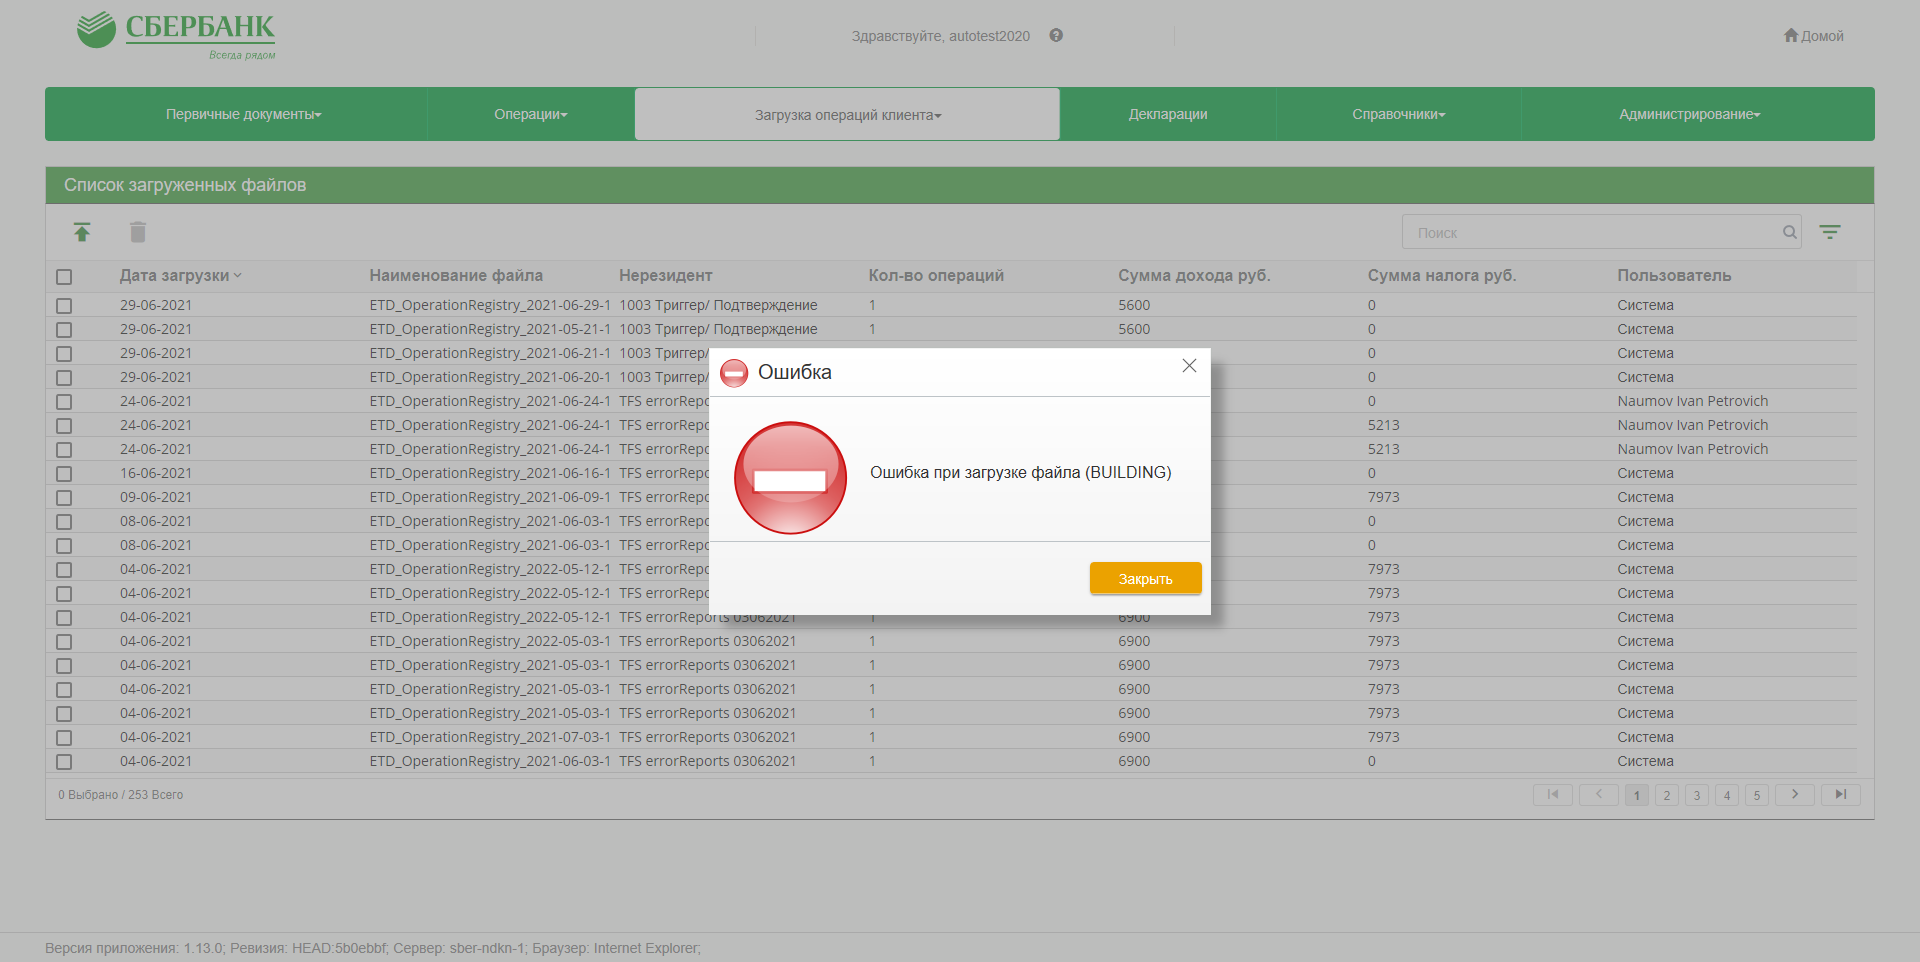 СБЕРБАНК
Всегда рядом
Здравствуйте, autotest2020
Домой
Первичные документы Операции Загрузка операций клиента Декларации Справочники Администрирование
Список загруженных файлов
Поиск
Дата загрузки Наименование файла Нерезидент Кол-во операций Сумма дохода руб. Сумма налога руб. Пользователь
29-06-2021 ETD_OperationRegistry_2021-06-29-1 1003 Триггер/ Подтверждение 1 5600 0 Система
29-06-2021 ETD_OperationRegistry_2021-05-21-1 1003 Триггер/ Подтверждение 1 5600 0 Система
29-06-2021 ETD_OperationRegistry_2021-06-21-1 1003 Триггер/ 0 Система
29-06-2021 ETD_OperationRegistry_2021-06-20-1 1003 Триггер/ 0 Система
24-06-2021 ETD_OperationRegistry_2021-06-24-1 TFS errorRepo 0 Naumov Ivan Petrovich
24-06-2021 ETD_OperationRegistry_2021-06-24-1 TFS errorRepo 5213 Naumov Ivan Petrovich
24-06-2021 ETD_OperationRegistry_2021-06-24-1 TFS errorRepo 5213 Naumov Ivan Petrovich
16-06-2021 ETD_OperationRegistry_2021-06-16-1 TFS errorRepo 0 Система
09-06-2021 ETD_OperationRegistry_2021-06-09-1 TFS errorRepo 7973 Система
08-06-2021 ETD_OperationRegistry_2021-06-03-1 TFS errorRepo 0 Система
08-06-2021 ETD_OperationRegistry_2021-06-03-1 TFS errorRepo 0 Система
04-06-2021 ETD_OperationRegistry_2022-05-12-1 TFS errorRepo 7973 Система
04-06-2021 ETD_OperationRegistry_2022-05-12-1 TFS errorRepo 7973 Система
04-06-2021 ETD_OperationRegistry_2022-05-12-1 TFS errorReports 03062021 1 6900 7973 Система
04-06-2021 ETD_OperationRegistry_2022-05-03-1 TFS errorReports 03062021 1 6900 7973 Система
04-06-2021 ETD_OperationRegistry_2021-05-03-1 TFS errorReports 03062021 1 6900 7973 Система
04-06-2021 ETD_OperationRegistry_2021-05-03-1 TFS errorReports 03062021 1 6900 7973 Система
04-06-2021 ETD_OperationRegistry_2021-05-03-1 TFS errorReports 03062021 1 6900 7973 Система
04-06-2021 ETD_OperationRegistry_2021-07-03-1 TFS errorReports 03062021 1 6900 7973 Система
04-06-2021 ETD_OperationRegistry_2021-06-03-1 TFS errorReports 03062021 1 6900 0 Система
Ошибка
Ошибка при загрузке файла (BUILDING)
Закрыть
0 Выбрано / 253 Всего
1 2 3 4 5
Версия приложения: 1.13.0; Ревизия: HEAD:5b0ebbf; Сервер: sber-ndkn-1; Браузер: Internet Explorer;